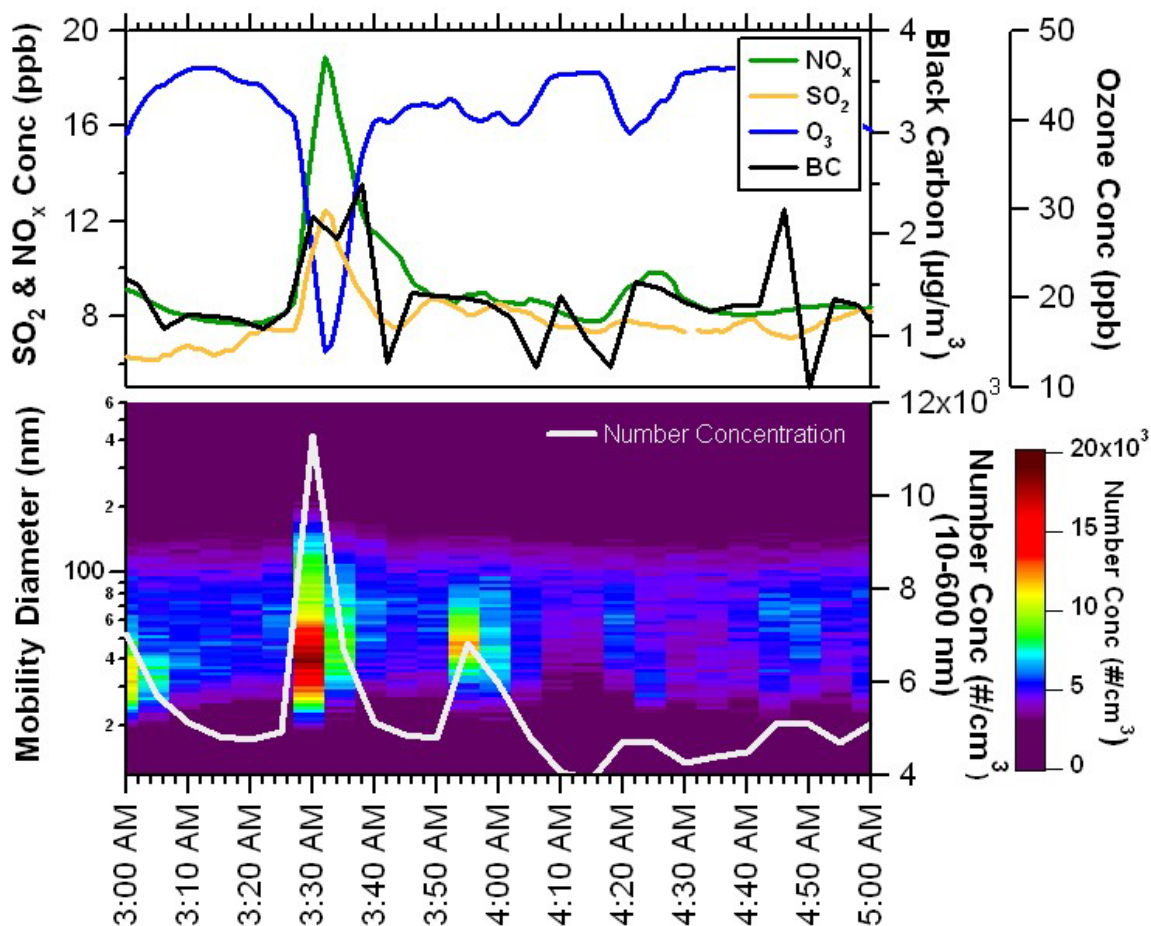 20
16
12
8
SO₂ & NOₓ Conc (ppb)
4
3
2
1
Black Carbon (µg/m³)
50
40
30
20
10
Ozone Conc (ppb)
NOₓ
SO₂
O₃
BC
6
4
2
100
8
6
4
2
Mobility Diameter (nm)
Number Concentration
12x10³
10
8
6
4
Number Conc (#/cm³)
(10-600 nm)
20x10³
15
10
5
0
Number Conc (#/cm³)
3:00 AM
3:10 AM
3:20 AM
3:30 AM
3:40 AM
3:50 AM
4:00 AM
4:10 AM
4:20 AM
4:30 AM
4:40 AM
4:50 AM
5:00 AM